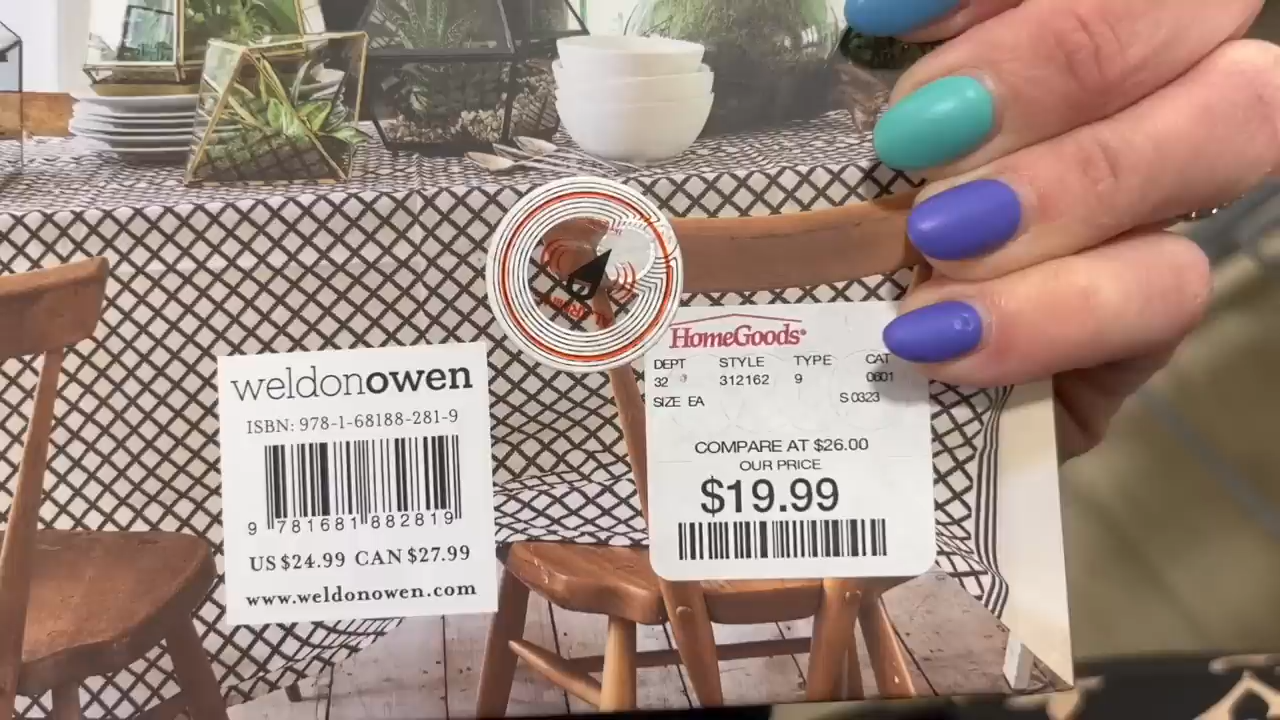 weldonowen
ISBN: 978-1-68188-281-9
9 781681 882819
US $24.99 CAN $27.99
www.weldonowen.com
HomeGoods®
DEPT STYLE TYPE CAT
32 312162 9 0601
SIZE EA S 0323
COMPARE AT $26.00
OUR PRICE
$19.99